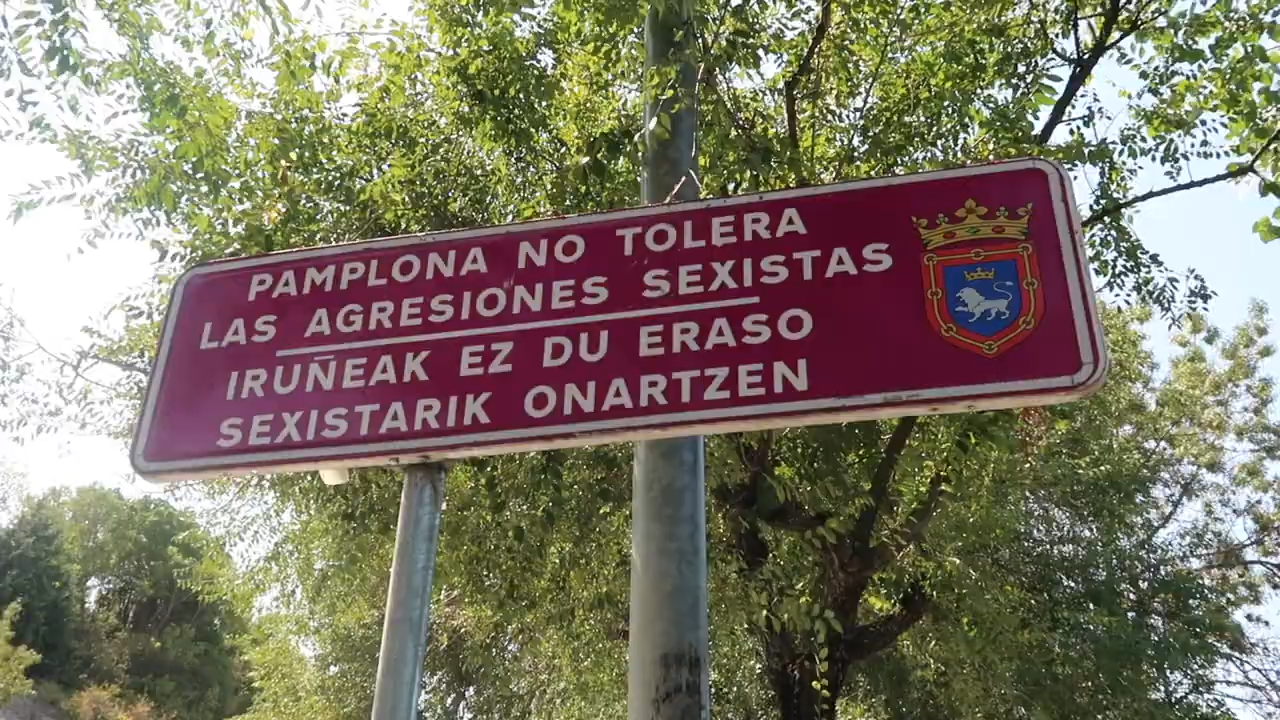 PAMPLONA NO TOLERA
LAS AGRESIONES SEXISTAS
IRUÑEAK EZ DU ERASO
SEXISTARIK ONARTZEN